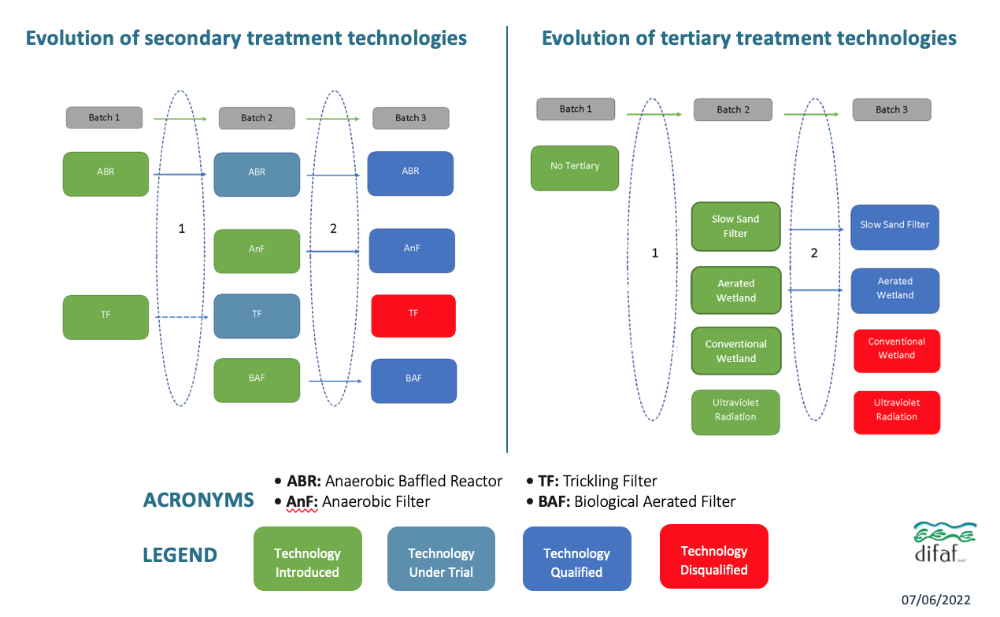 Evolution of secondary treatment technologies
Batch 1
Batch 2
Batch 3
ABR
ABR
ABR
1
2
AnF
AnF
TF
TF
TF
BAF
BAF
Evolution of tertiary treatment technologies
Batch 1
Batch 2
Batch 3
No Tertiary
Slow Sand
Filter
Slow Sand Filter
1
2
Aerated
Wetland
Aerated
Wetland
Conventional
Wetland
Conventional
Wetland
Ultraviolet
Radiation
Ultraviolet
Radiation
ACRONYMS
• ABR: Anaerobic Baffled Reactor
• AnF: Anaerobic Filter
• TF: Trickling Filter
• BAF: Biological Aerated Filter
LEGEND
Technology
Introduced
Technology
Under Trial
Technology
Qualified
Technology
Disqualified
difaf
07/06/2022